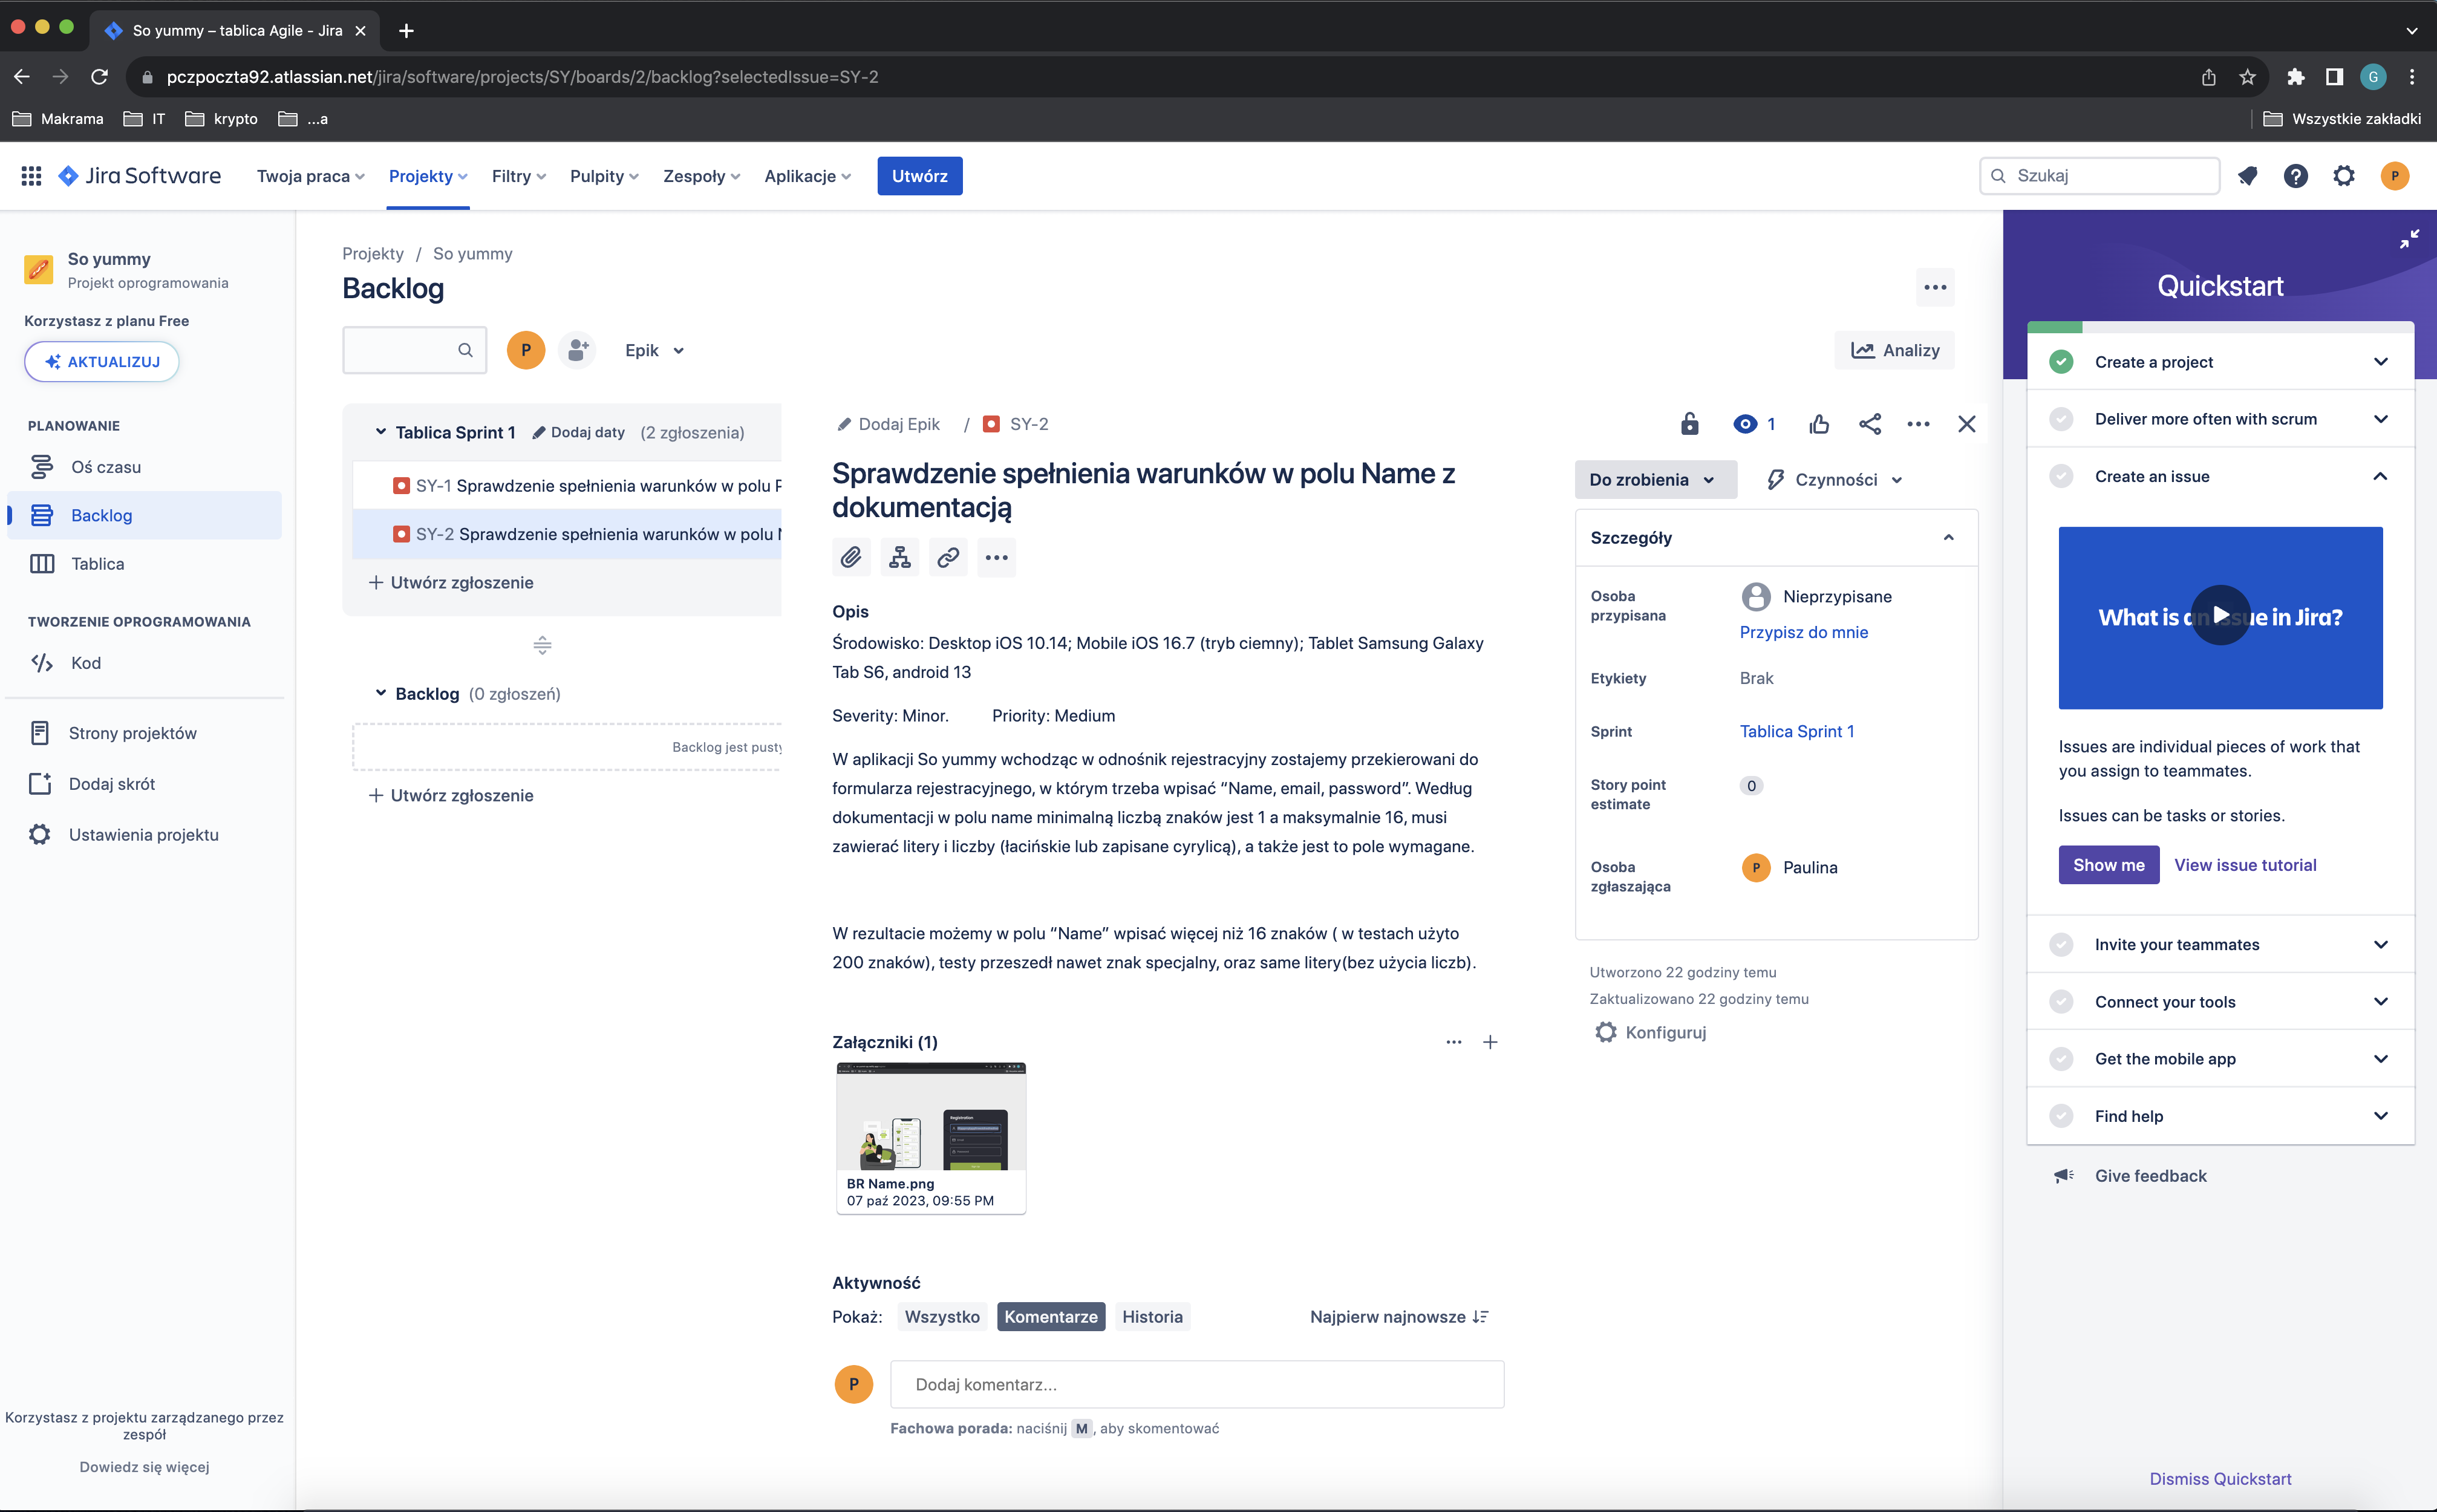 So yummy – tablica Agile - Jira
pczpoczta92.atlassian.net/jira/software/projects/SY/boards/2/backlog?selectedIssue=SY-2
G
Makrama
IT
krypto
...a
Wszystkie zakładki
Jira Software
Twoja praca
Projekty
Filtry
Pulpity
Zespoły
Aplikacje
Utwórz
Szukaj
P
So yummy
Projekt oprogramowania
Korzystasz z planu Free
AKTUALIZUJ
PLANOWANIE
Oś czasu
Backlog
Tablica
TWORZENIE OPROGRAMOWANIA
Kod
Strony projektów
Dodaj skrót
Ustawienia projektu
Korzystasz z projektu zarządzanego przez
zespół
Dowiedz się więcej
Projekty / So yummy
Backlog
P
Epik
Analizy
Tablica Sprint 1 Dodaj daty (2 zgłoszenia)
SY-1 Sprawdzenie spełnienia warunków w polu
SY-2 Sprawdzenie spełnienia warunków w polu
+ Utwórz zgłoszenie
Backlog (0 zgłoszeń)
Backlog jest pusty
+ Utwórz zgłoszenie
Dodaj Epik / SY-2
1
Sprawdzenie spełnienia warunków w polu Name z
dokumentacją
Opis
Środowisko: Desktop iOS 10.14; Mobile iOS 16.7 (tryb ciemny); Tablet Samsung Galaxy
Tab S6, android 13
Severity: Minor. Priority: Medium
W aplikacji So yummy wchodząc w odnośnik rejestracyjny zostajemy przekierowani do
formularza rejestracyjnego, w którym trzeba wpisać “Name, email, password”. Według
dokumentacji w polu name minimalną liczbą znaków jest 1 a maksymalnie 16, musi
zawierać litery i liczby (łacińskie lub zapisane cyrylicą), a także jest to pole wymagane.
W rezultacie możemy w polu “Name” wpisać więcej niż 16 znaków ( w testach użyto
200 znaków), testy przeszedł nawet znak specjalny, oraz same litery(bez użycia liczb).
Załączniki (1)
Registration
BR Name.png
07 paź 2023, 09:55 PM
Aktywność
Pokaż: Wszystko Komentarze Historia Najpierw najnowsze
P
Dodaj komentarz...
Fachowa porada: naciśnij M, aby skomentować
Do zrobienia
Czynności
Szczegóły
Osoba
przypisana
Nieprzypisane
Przypisz do mnie
Etykiety
Brak
Sprint
Tablica Sprint 1
Story point
estimate
0
Osoba
zgłaszająca
P
Paulina
Utworzono 22 godziny temu
Zaktualizowano 22 godziny temu
Konfiguruj
Quickstart
Create a project
Deliver more often with scrum
Create an issue
What is an issue in Jira?
Issues are individual pieces of work that
you assign to teammates.
Issues can be tasks or stories.
Show me
View issue tutorial
Invite your teammates
Connect your tools
Get the mobile app
Find help
Give feedback
Dismiss Quickstart